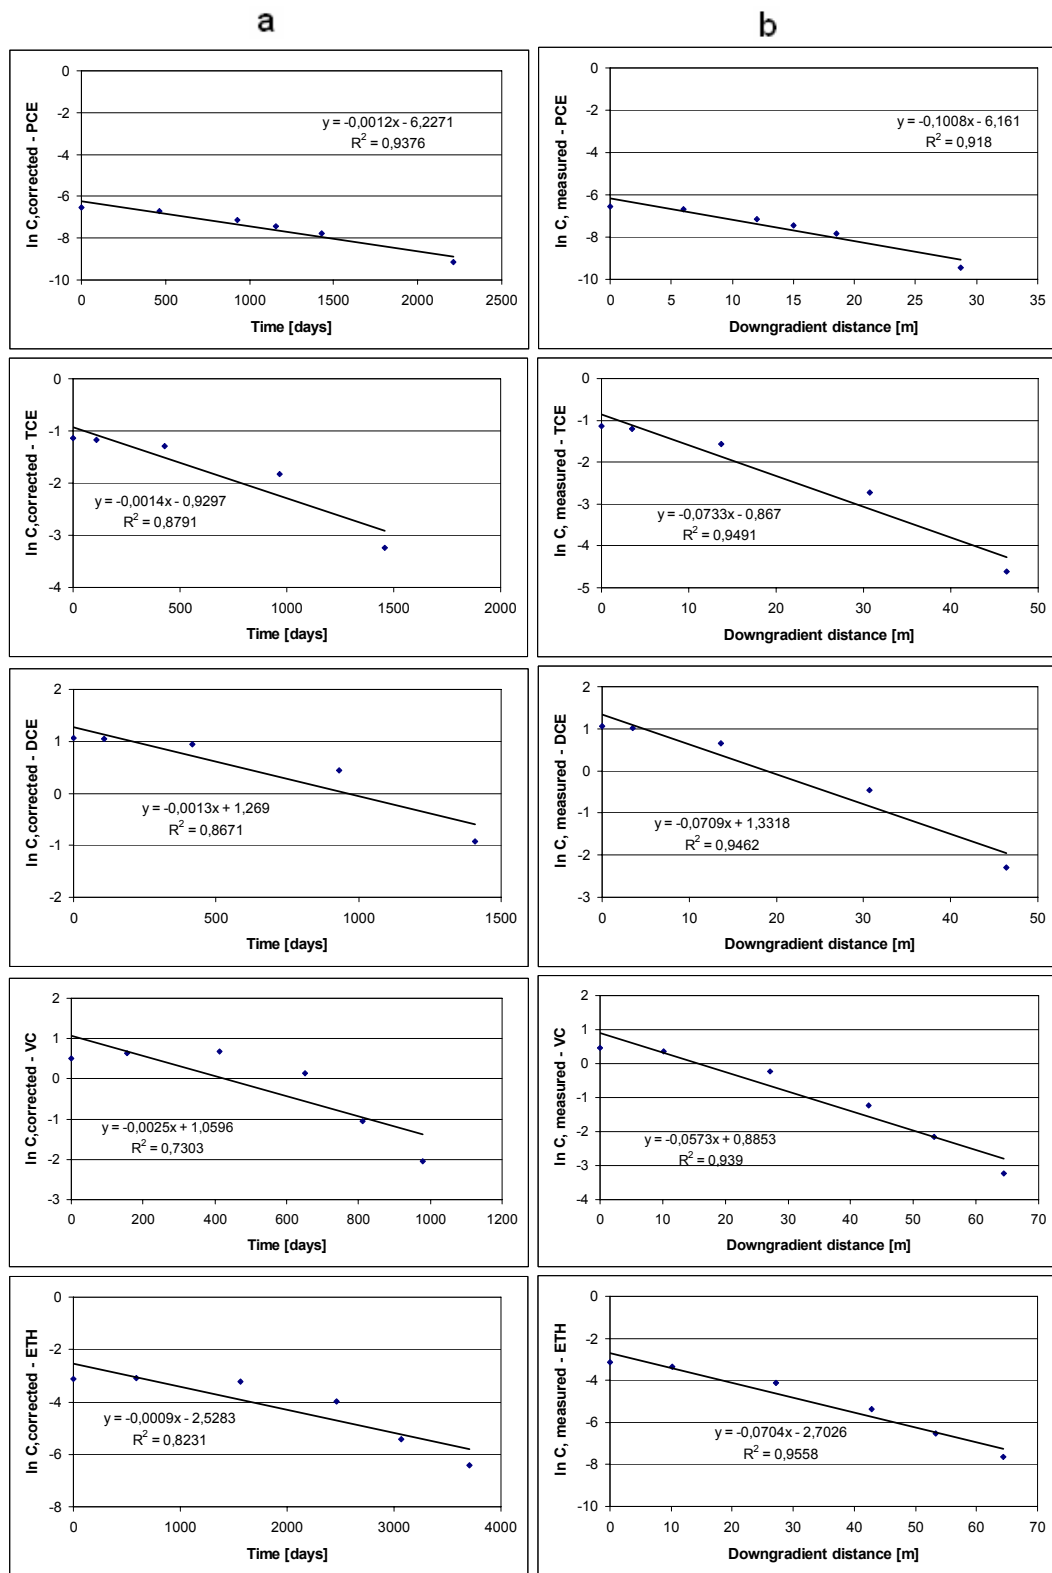 a
b
ln C,corrected - PCE
0
-2
-4
-6
-8
-10
y = -0,0012x - 6,2271
R² = 0,9376
0 500 1000 1500 2000 2500
Time [days]
ln C, measured - PCE
0
-2
-4
-6
-8
-10
y = -0,1008x - 6,161
R² = 0,918
0 5 10 15 20 25 30 35
Downgradient distance [m]
ln C,corrected - TCE
0
-1
-2
-3
-4
y = -0,0014x - 0,9297
R² = 0,8791
0 500 1000 1500 2000
Time [days]
ln C, measured - TCE
0
-1
-2
-3
-4
-5
y = -0,0733x - 0,867
R² = 0,9491
0 10 20 30 40 50
Downgradient distance [m]
ln C,corrected - DCE
2
1
0
-1
-2
y = -0,0013x + 1,269
R² = 0,8671
0 500 1000 1500
Time [days]
ln C, measured - DCE
2
1
0
-1
-2
-3
y = -0,0709x + 1,3318
R² = 0,9462
0 10 20 30 40 50
Downgradient distance [m]
ln C,corrected - VC
2
1
0
-1
-2
-3
y = -0,0025x + 1,0596
R² = 0,7303
0 200 400 600 800 1000 1200
Time [days]
ln C, measured - VC
2
1
0
-1
-2
-3
-4
y = -0,0573x + 0,8853
R² = 0,939
0 10 20 30 40 50 60 70
Downgradient distance [m]
ln C,corrected - ETH
0
-2
-4
-6
-8
y = -0,0009x - 2,5283
R² = 0,8231
0 1000 2000 3000 4000
Time [days]
ln C, measured - ETH
0
-2
-4
-6
-8
-10
y = -0,0704x - 2,7026
R² = 0,9558
0 10 20 30 40 50 60 70
Downgradient distance [m]